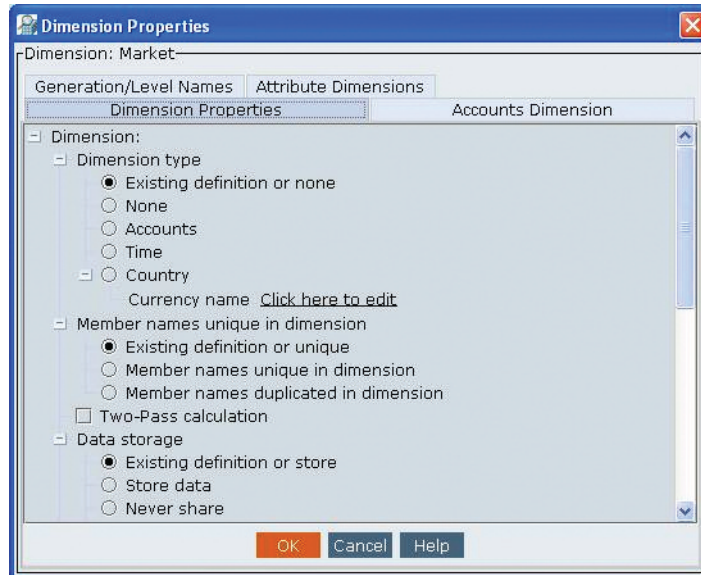 Dimension Properties
Dimension: Market
Generation/Level Names Attribute Dimensions
Dimension Properties Accounts Dimension
Dimension:
Dimension type
Existing definition or none
None
Accounts
Time
Country
Currency name Click here to edit
Member names unique in dimension
Existing definition or unique
Member names unique in dimension
Member names duplicated in dimension
Two-Pass calculation
Data storage
Existing definition or store
Store data
Never share
OK Cancel Help